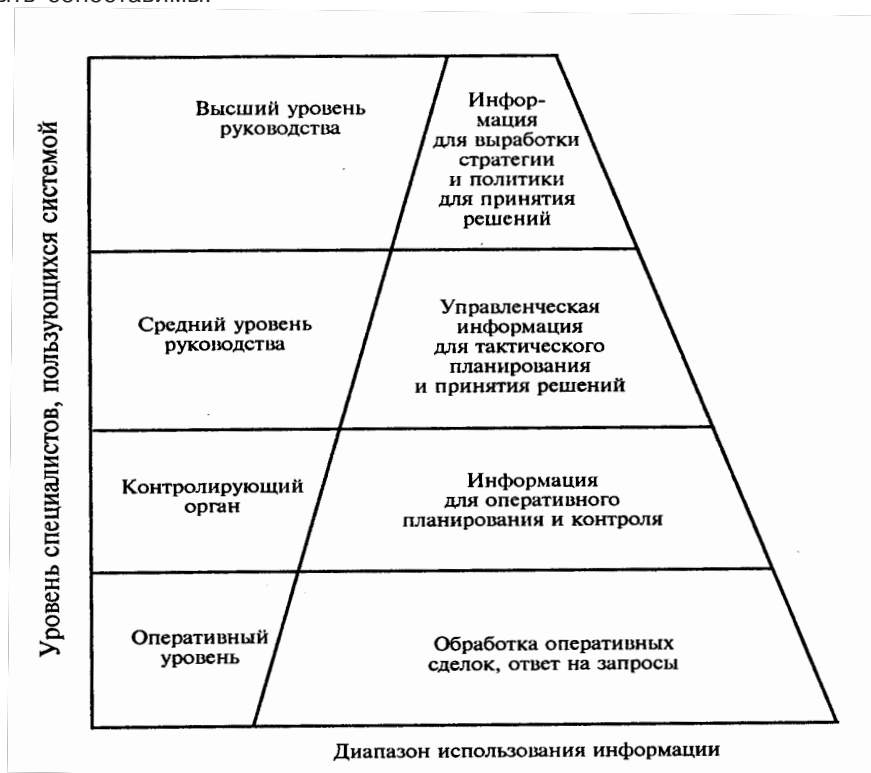 Высший уровень
руководства
Инфор-
мация
для выработки
стратегии
и политики
для принятия
решений
Средний уровень
руководства
Управленческая
информация
для тактического
планирования
и принятия решений
Контролирующий
орган
Информация
для оперативного
планирования и контроля
Оперативный
уровень
Обработка оперативных
сделок, ответ на запросы
Уровень специалистов, пользующихся системой
Диапазон использования информации